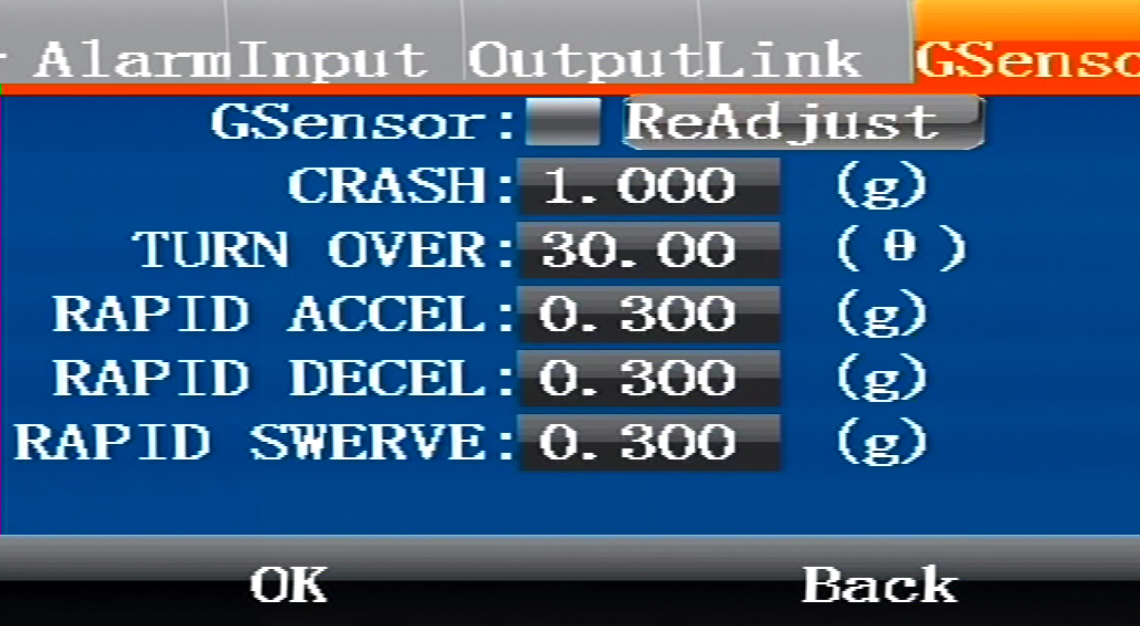 AlarmInput OutputLink GSenso
GSensor: ReAdjust
CRASH: 1.000 (g)
TURN OVER: 30.00 (θ)
RAPID ACCEL: 0.300 (g)
RAPID DECEL: 0.300 (g)
RAPID SWERVE: 0.300 (g)
OK Back